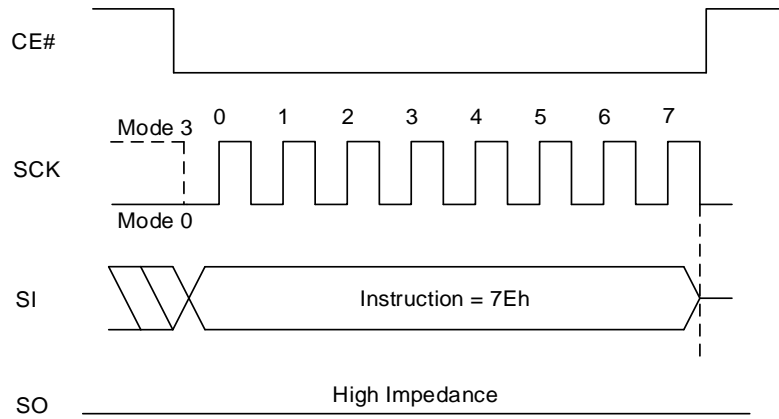 CE#
0 1 2 3 4 5 6 7
Mode 3
SCK
Mode 0
SI
Instruction = 7Eh
High Impedance
SO